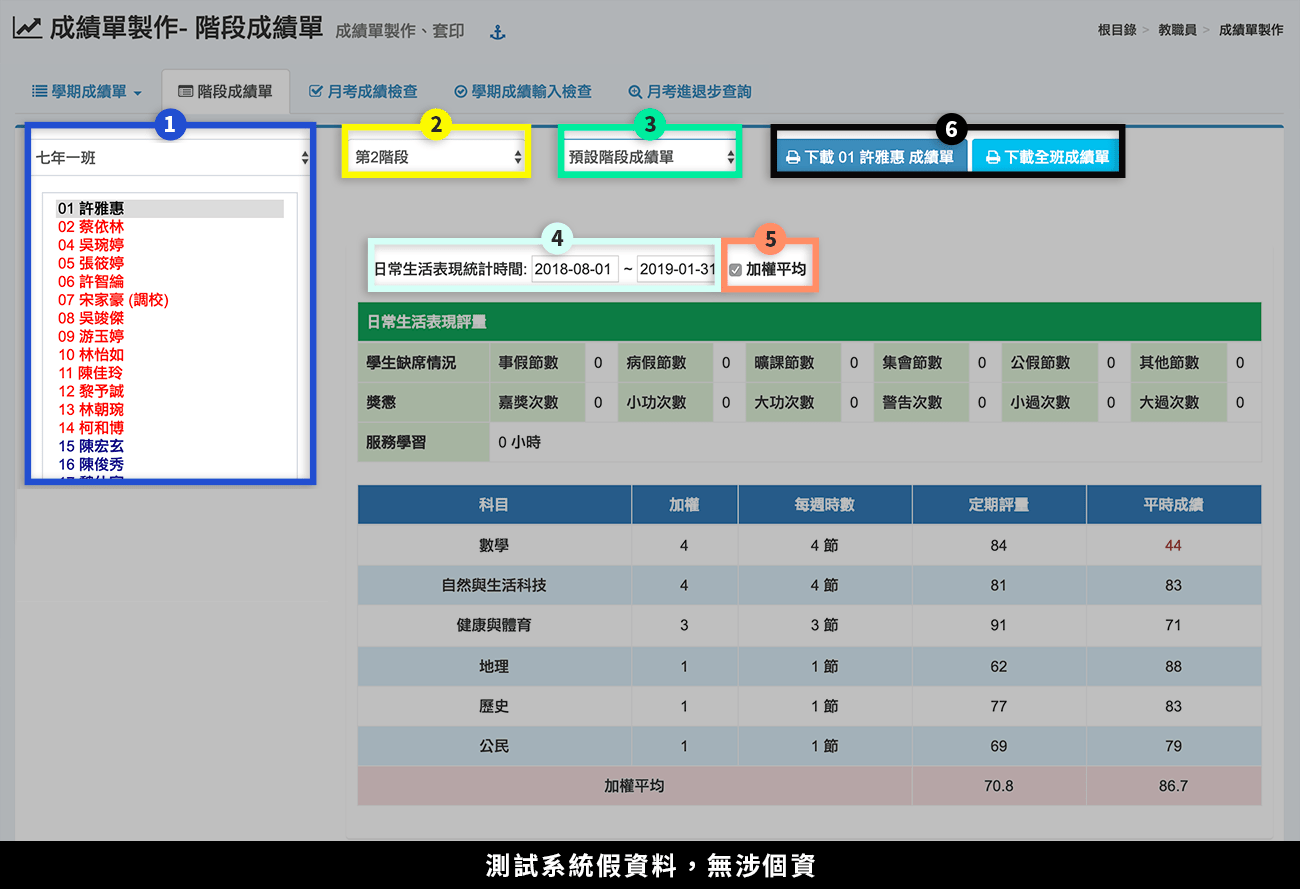 成績單製作- 階段成績單 成績單製作、套印
根目錄 > 教職員 > 成績單製作
學期成績單 階段成績單 月考成績檢查 學期成績輸入檢查 月考進退步查詢
1 2 3 6
七年一班 第2階段 預設階段成績單 下載 01 許雅惠 成績單 下載全班成績單
01 許雅惠
02 蔡依林
04 吳琬婷
05 張筱婷
06 許智綸
07 宋家豪 (調校)
08 吳竣傑
09 游玉婷
10 林怡如
11 陳佳玲
12 黎予誠
13 林朝琬
14 柯和博
15 陳宏玄
16 陳俊秀
4 5
日常生活表現統計時間: 2018-08-01 ~ 2019-01-31 加權平均
日常生活表現評量
學生缺席情況 事假節數 0 病假節數 0 曠課節數 0 集會節數 0 公假節數 0 其他節數 0
獎懲 嘉獎次數 0 小功次數 0 大功次數 0 警告次數 0 小過次數 0 大過次數 0
服務學習 0 小時
科目 加權 每週時數 定期評量 平時成績
數學 4 4 節 84 44
自然與生活科技 4 4 節 81 83
健康與體育 3 3 節 91 71
地理 1 1 節 62 88
歷史 1 1 節 77 83
公民 1 1 節 69 79
加權平均 70.8 86.7
測試系統假資料，無涉個資